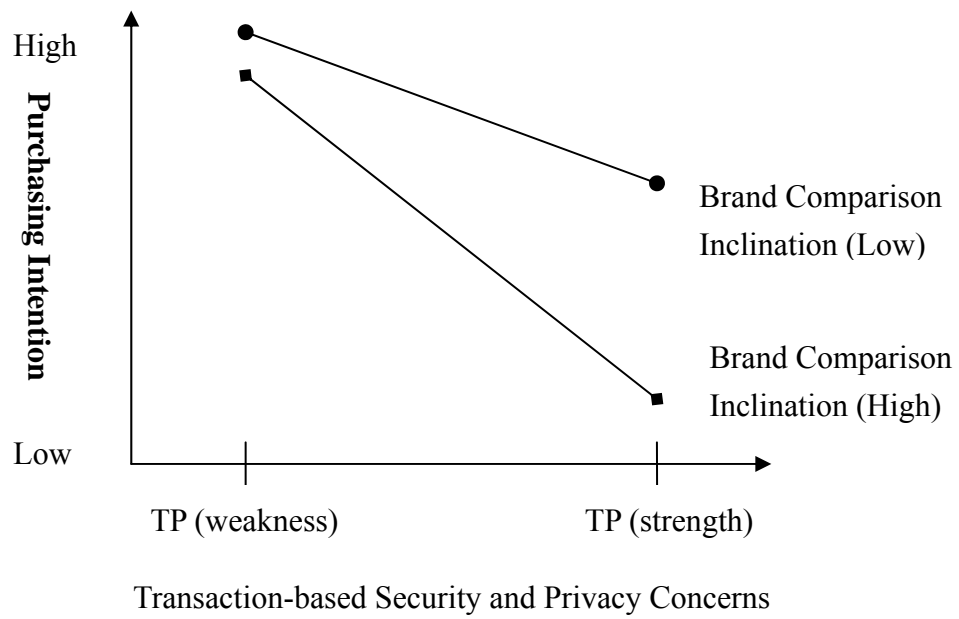 High
Purchasing Intention
Brand Comparison
Inclination (Low)
Brand Comparison
Inclination (High)
Low
TP (weakness)
TP (strength)
Transaction-based Security and Privacy Concerns